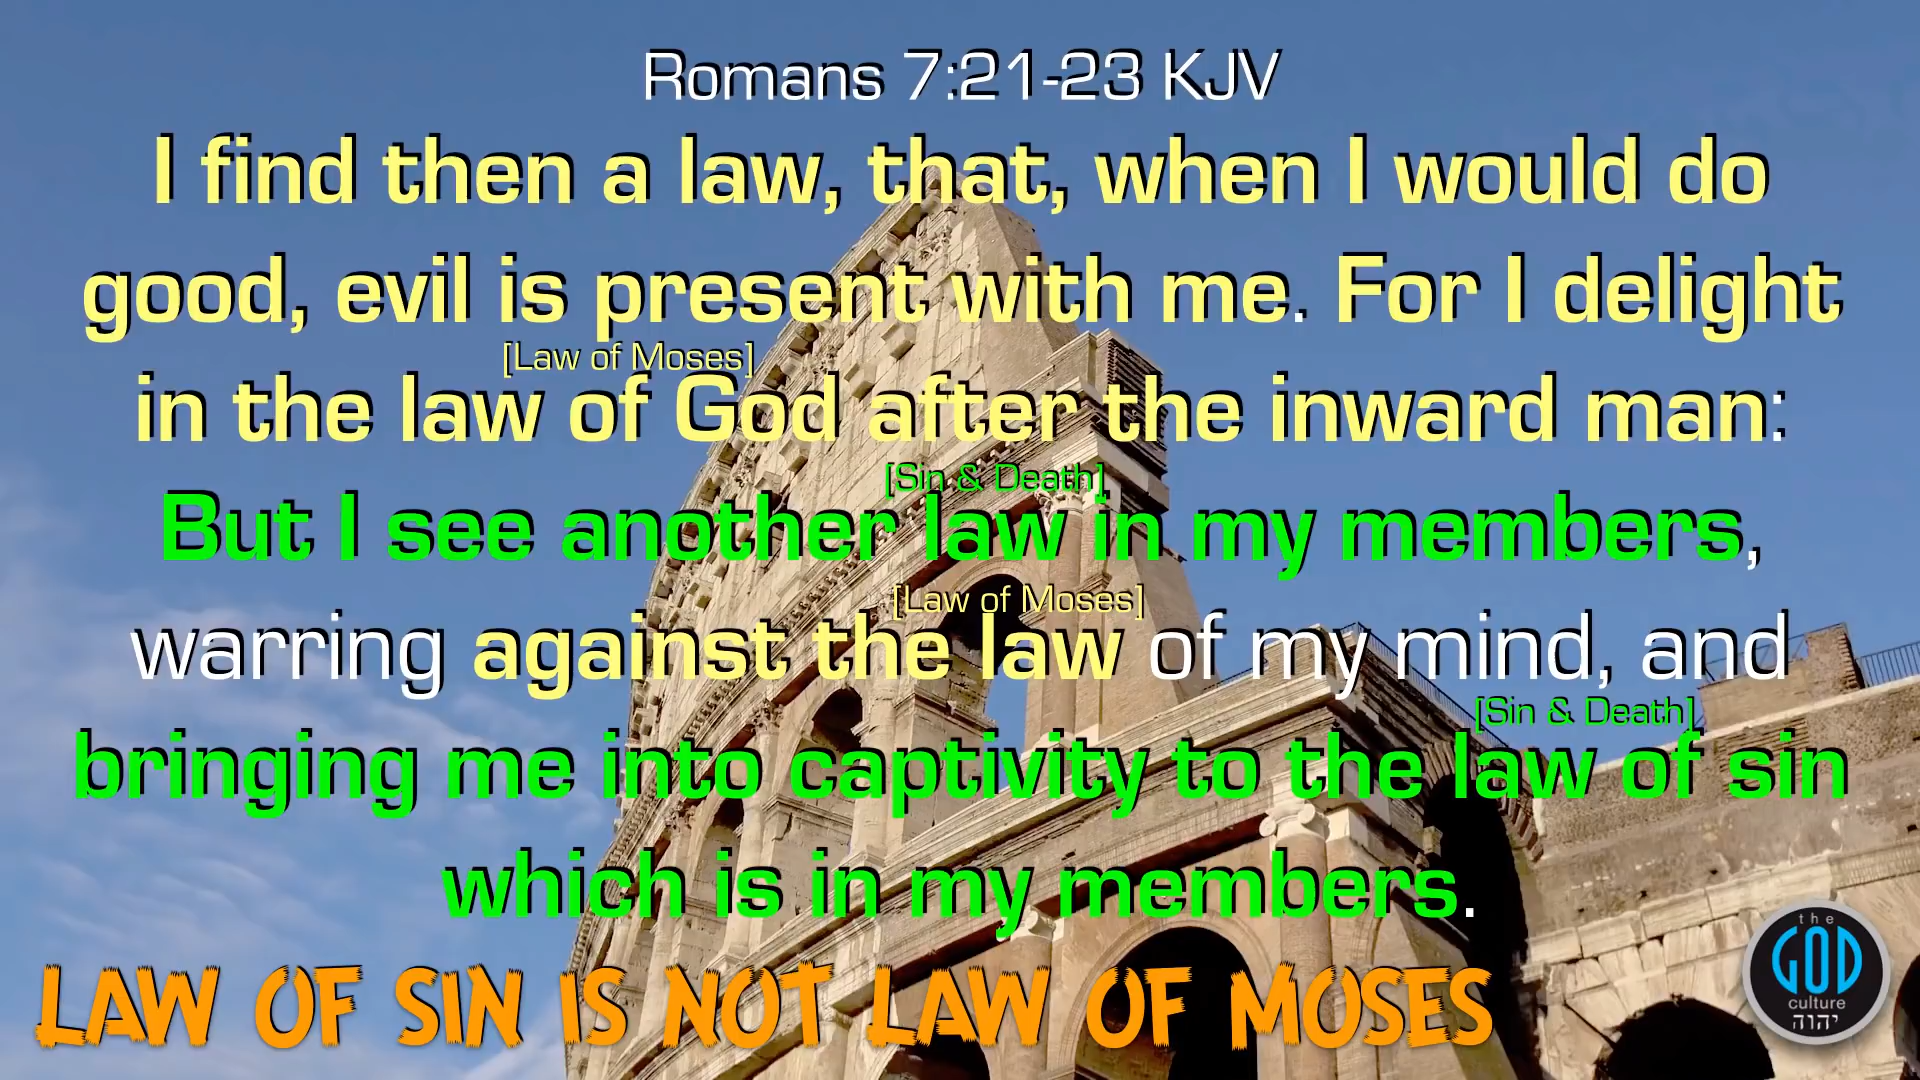 Romans 7:21-23 KJV
I find then a law, that, when I would do
good, evil is present with me. For I delight
[Law of Moses]
in the law of God after the inward man:
[Sin & Death]
But I see another law in my members,
[Law of Moses]
warring against the law of my mind, and
[Sin & Death]
bringing me into captivity to the law of sin
which is in my members.
LAW OF SIN IS NOT LAW OF MOSES
the
GOD
culture
יהוה